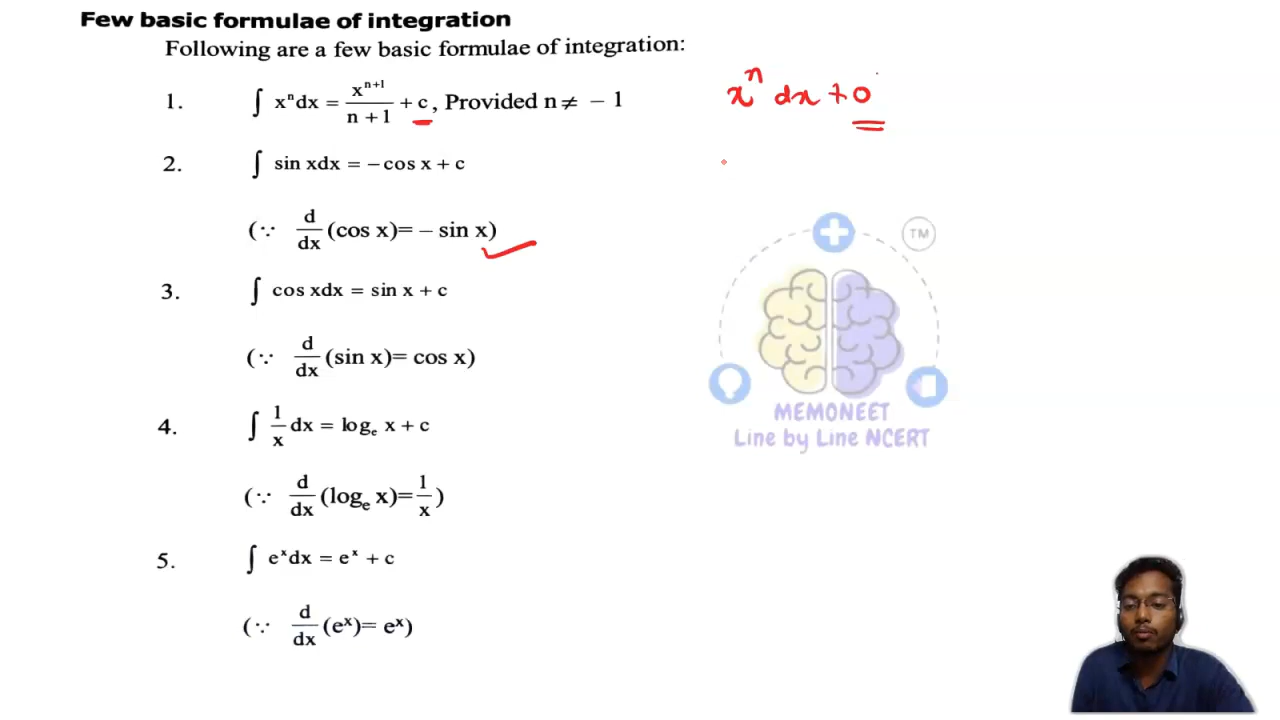 Few basic formulae of integration
Following are a few basic formulae of integration:
1. ∫ xⁿdx = xⁿ⁺¹/(n + 1) + c, Provided n ≠ − 1
xⁿ dx + 0
2. ∫ sin xdx = − cos x + c
(∵ d/dx (cos x)= − sin x)
3. ∫ cos xdx = sin x + c
(∵ d/dx (sin x)= cos x)
4. ∫ 1/x dx = logₑ x + c
(∵ d/dx (logₑ x)= 1/x)
5. ∫ eˣdx = eˣ + c
(∵ d/dx (eˣ)= eˣ)
TM
MEMONEET
Line by Line NCERT